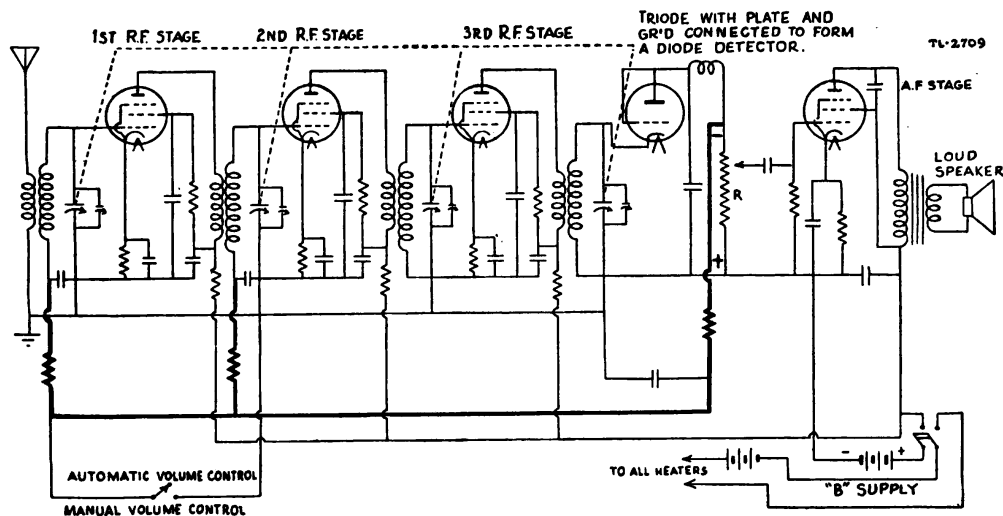 1ST R.F. STAGE
2ND R.F. STAGE
3RD R.F. STAGE
TRIODE WITH PLATE AND
GR'D CONNECTED TO FORM
A DIODE DETECTOR.
TL-2709
A.F STAGE
LOUD
SPEAKER
R
+
AUTOMATIC VOLUME CONTROL
MANUAL VOLUME CONTROL
TO ALL HEATERS
- +
"B" SUPPLY